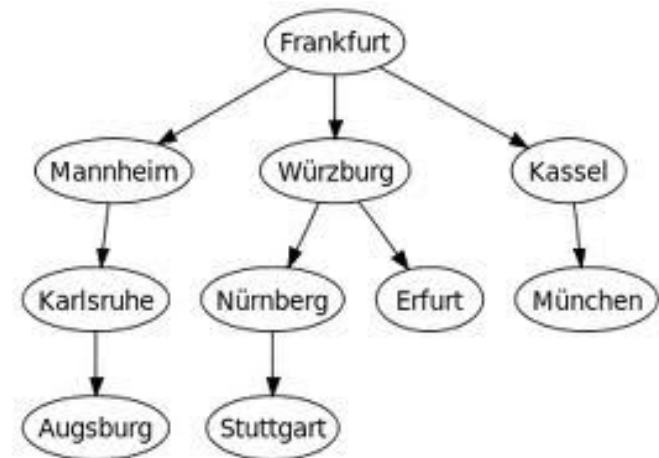 Frankfurt
Mannheim Würzburg Kassel
Karlsruhe Nürnberg Erfurt München
Augsburg Stuttgart